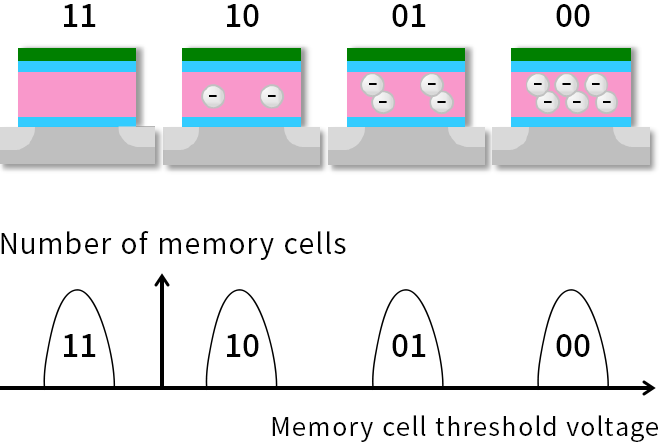 11 10 01 00
Number of memory cells
11 10 01 00
Memory cell threshold voltage